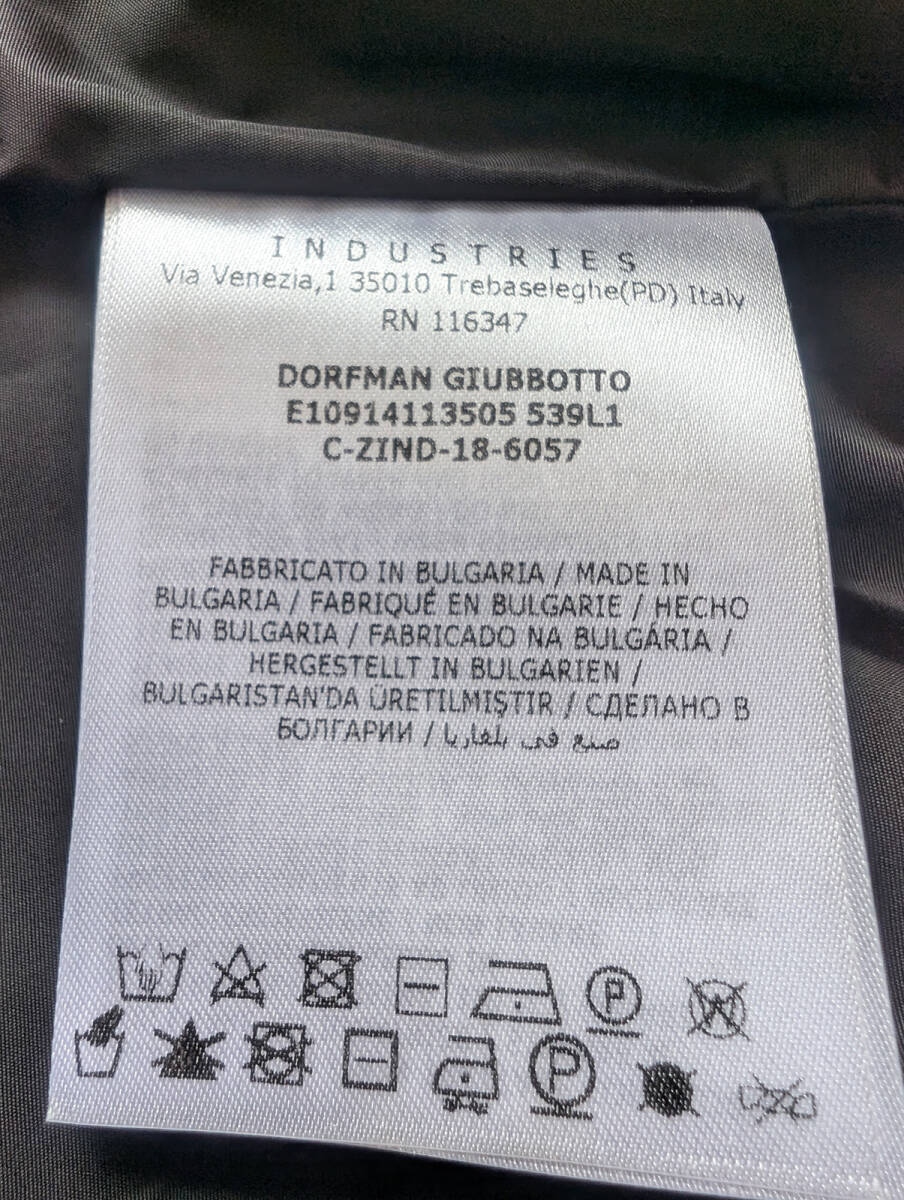 INDUSTRIES
Via Venezia,1 35010 Trebaseleghe(PD) Italy
RN 116347
DORFMAN GIUBBOTTO
E10914113505 539L1
C-ZIND-18-6057
FABBRICATO IN BULGARIA / MADE IN
BULGARIA / FABRIQUÉ EN BULGARIE / HECHO
EN BULGARIA / FABRICADO NA BULGÁRIA /
HERGESTELLT IN BULGARIEN /
BULGARISTAN'DA ÜRETILMIŞTIR / СДЕЛАНО В
БОЛГАРИИ / صنع في بلغاريا
P W
P